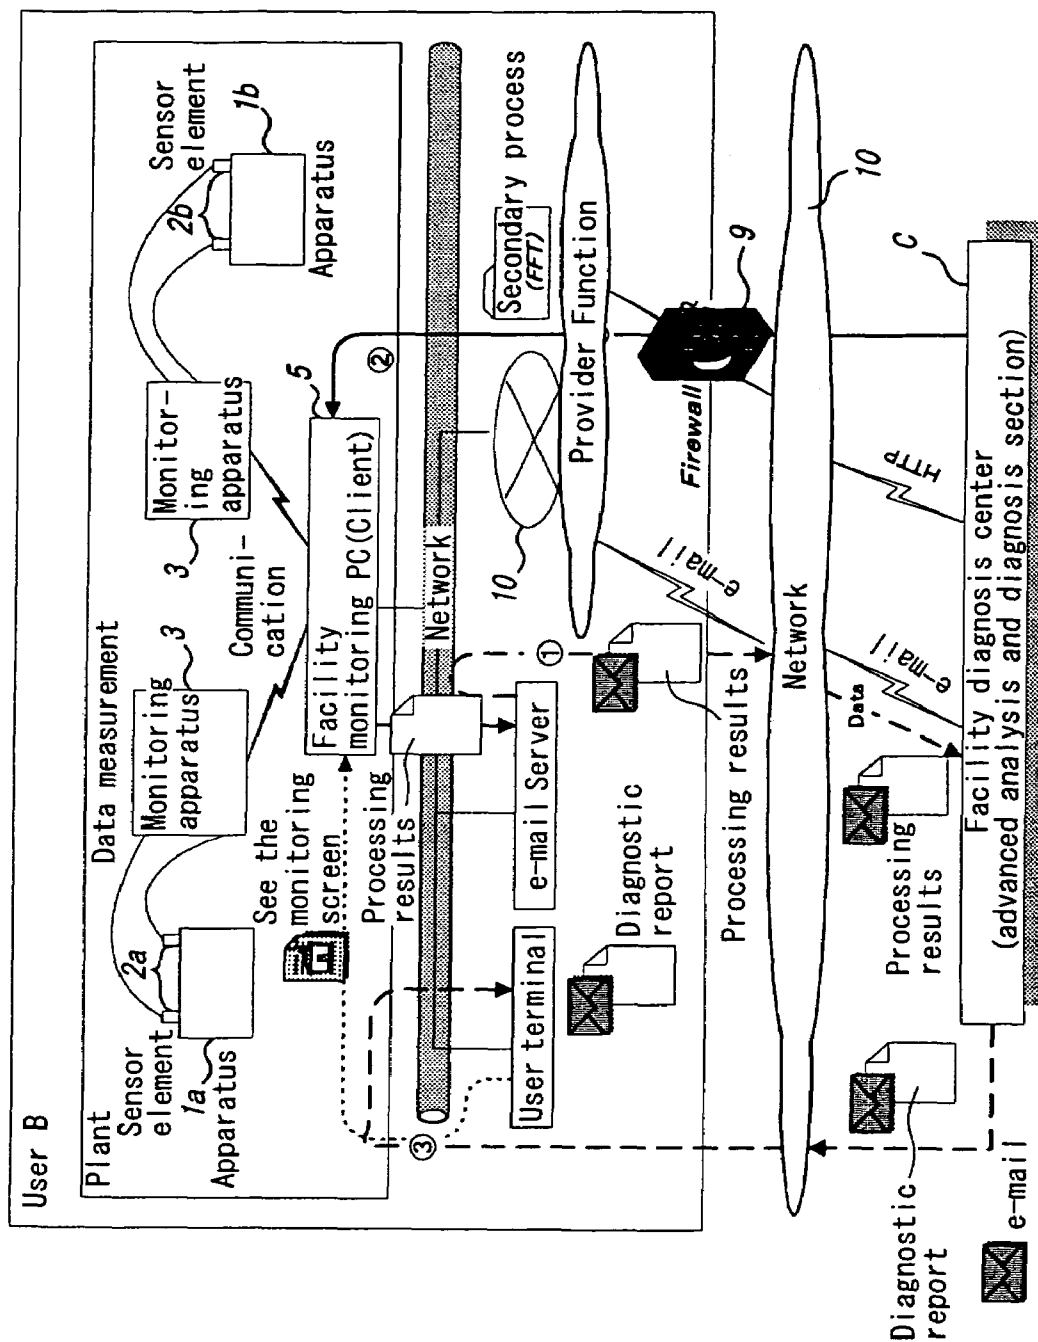 User B
Plant
Data measurement
Sensor
element
1a
2a
Apparatus
Monitoring
apparatus
3
Communi-
cation
Monitor-
ing
apparatus
3
Sensor
element
1b
2b
Apparatus
See the
monitoring
screen
Facility
monitoring PC(Client)
5
②
Processing
results
Network
User terminal
e-mail Server
③
①
10
Secondary process
(FFT)
Provider Function
Diagnostic
report
Processing results
e-mail
Firewall
9
Network
10
Data
e-mail
HTTP
Processing
results
C
Facility diagnosis center
(advanced analysis and diagnosis section)
Diagnostic
report
e-mail